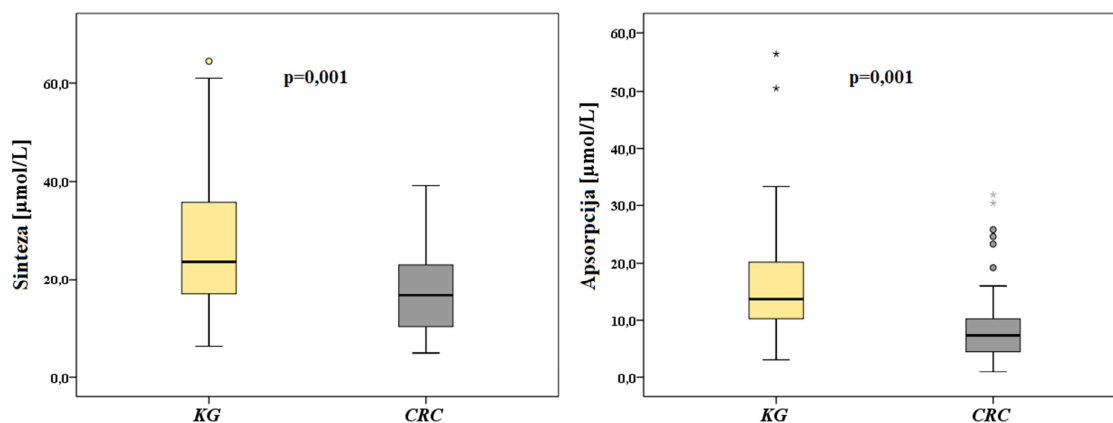 Sinteza [µmol/L]
60,0
40,0
20,0
0,0
p=0,001
KG
CRC
Apsorpcija [µmol/L]
60,0
50,0
40,0
30,0
20,0
10,0
0,0
p=0,001
KG
CRC